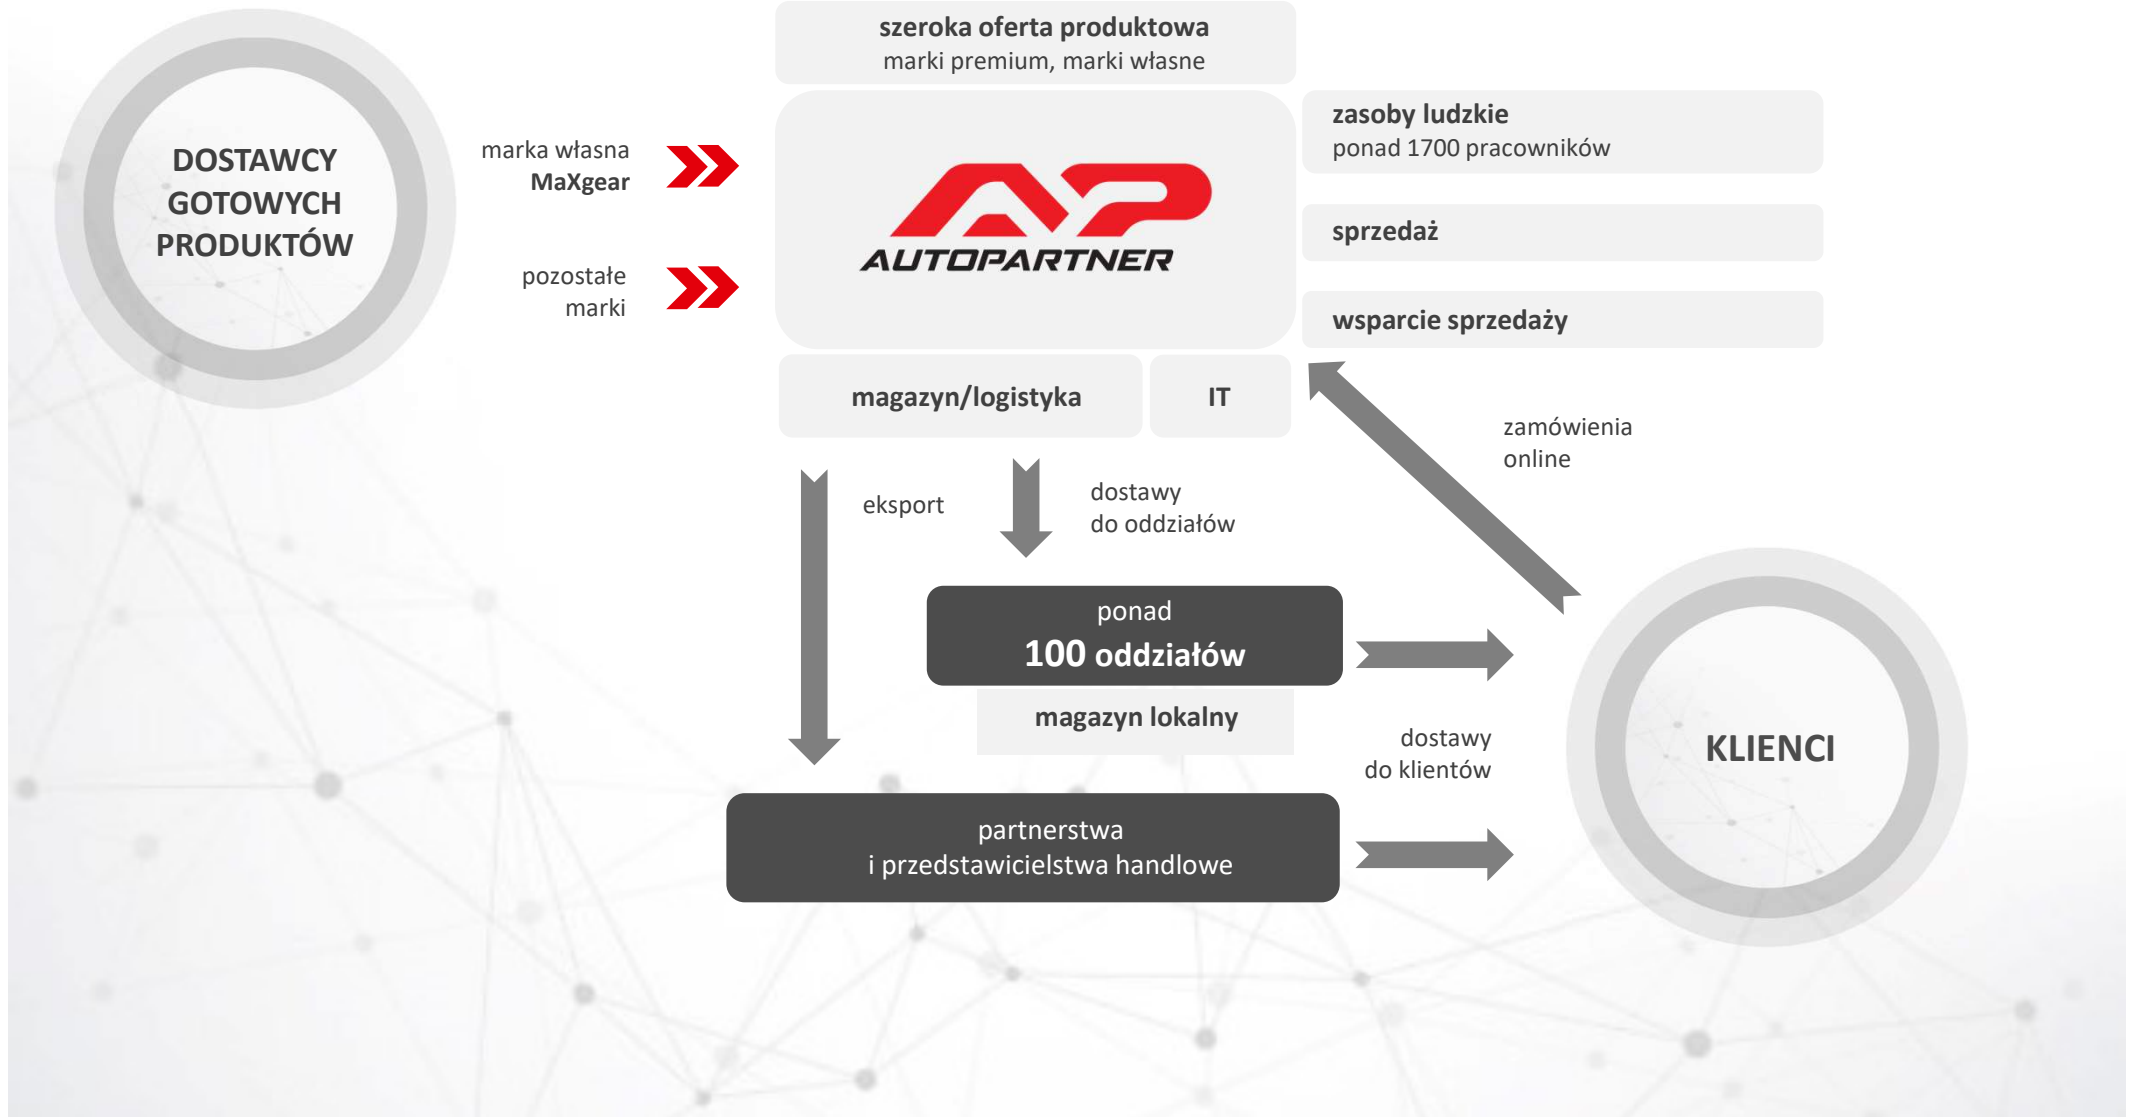 szeroka oferta produktowa
marki premium, marki własne
DOSTAWCY
GOTOWYCH
PRODUKTÓW
marka własna
MaXgear
pozostałe
marki
AP
AUTOPARTNER
zasoby ludzkie
ponad 1700 pracowników
sprzedaż
wsparcie sprzedaży
magazyn/logistyka
IT
zamówienia
online
eksport
dostawy
do oddziałów
ponad
100 oddziałów
magazyn lokalny
dostawy
do klientów
KLIENCI
partnerstwa
i przedstawicielstwa handlowe